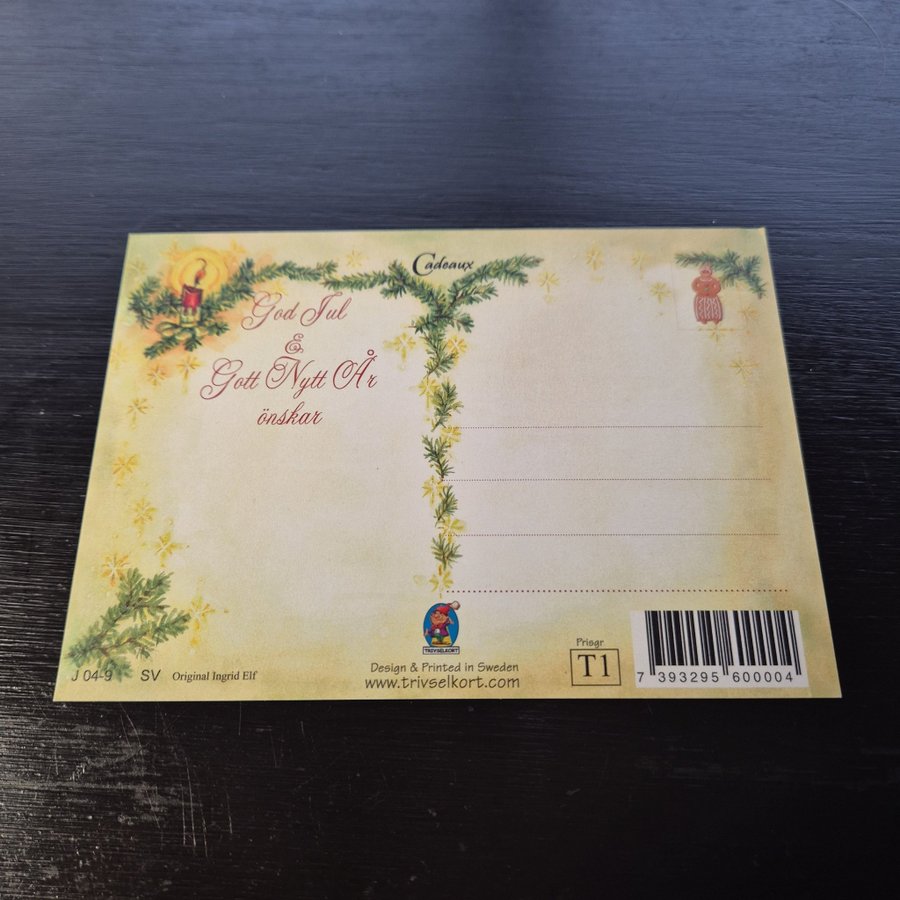 Cadeaux
God Jul
&
Gott Nytt År
önskar
TRIVSELKORT
Design & Printed in Sweden
www.trivselkort.com
J 04-9 SV Original Ingrid Elf
Prisgr.
T1
7 393295 600004